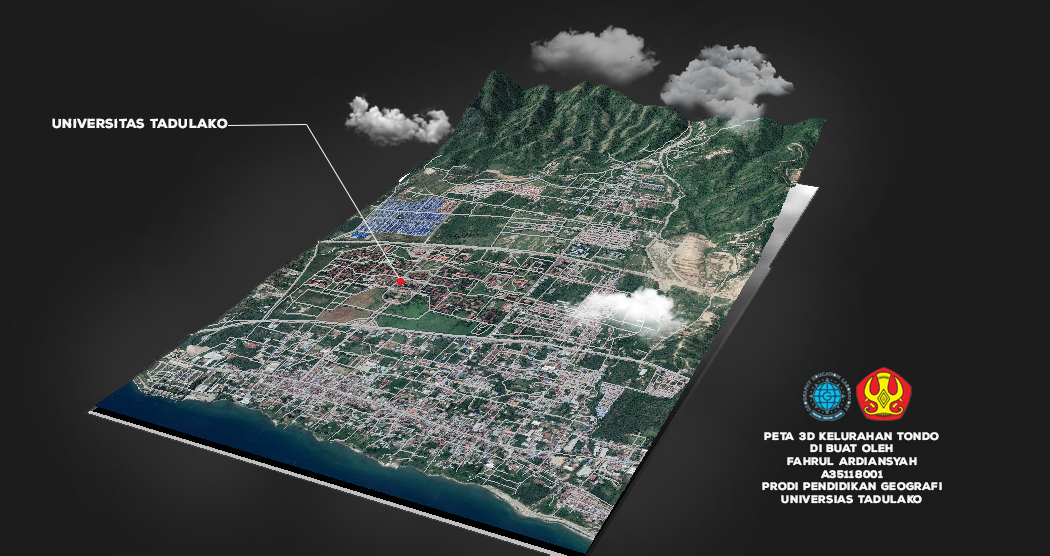 UNIVERSITAS TADULAKO
PETA 3D KELURAHAN TONDO
DI BUAT OLEH
FAHRUL ARDIANSYAH
A35118001
PRODI PENDIDIKAN GEOGRAFI
UNIVERSIAS TADULAKO